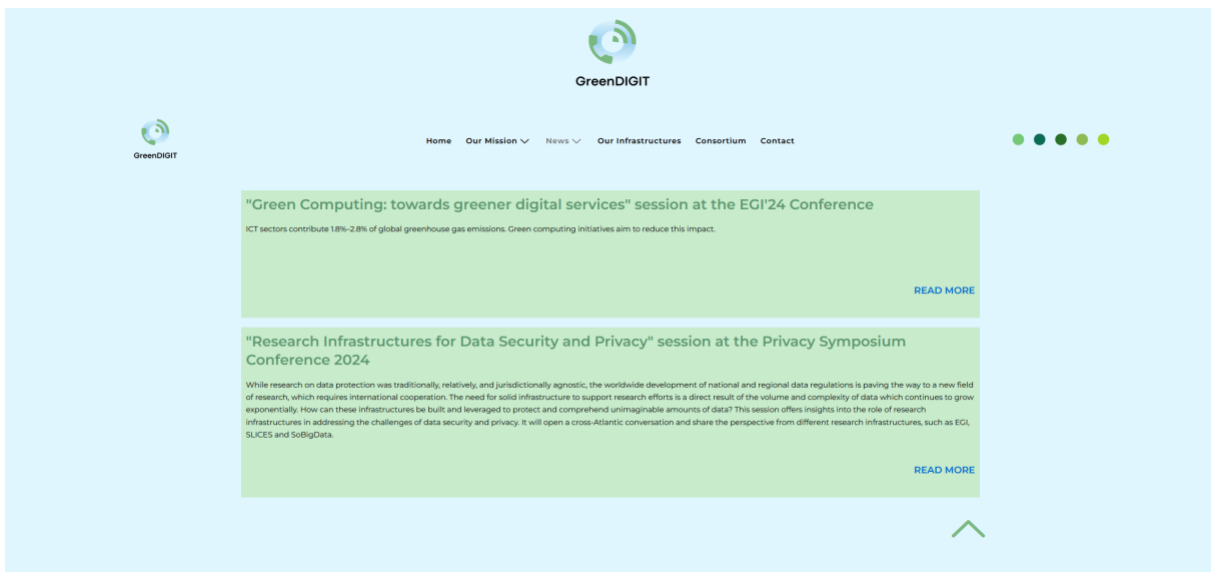 GreenDIGIT
GreenDIGIT
Home Our Mission News Our Infrastructures Consortium Contact
"Green Computing: towards greener digital services" session at the EGI'24 Conference
ICT sectors contribute 1.8%-2.8% of global greenhouse gas emissions. Green computing initiatives aim to reduce this impact.
READ MORE
"Research Infrastructures for Data Security and Privacy" session at the Privacy Symposium
Conference 2024
While research on data protection was traditionally, relatively, and jurisdictionally agnostic, the worldwide development of national and regional data regulations is paving the way to a new field
of research, which requires international cooperation. The need for solid infrastructure to support research efforts is a direct result of the volume and complexity of data which continues to grow
exponentially. How can these infrastructures be built and leveraged to protect and comprehend unimaginable amounts of data? This session offers insights into the role of research
infrastructures in addressing the challenges of data security and privacy. It will open a cross-Atlantic conversation and share the perspective from different research infrastructures, such as EGI,
SLICES and SoBigData.
READ MORE